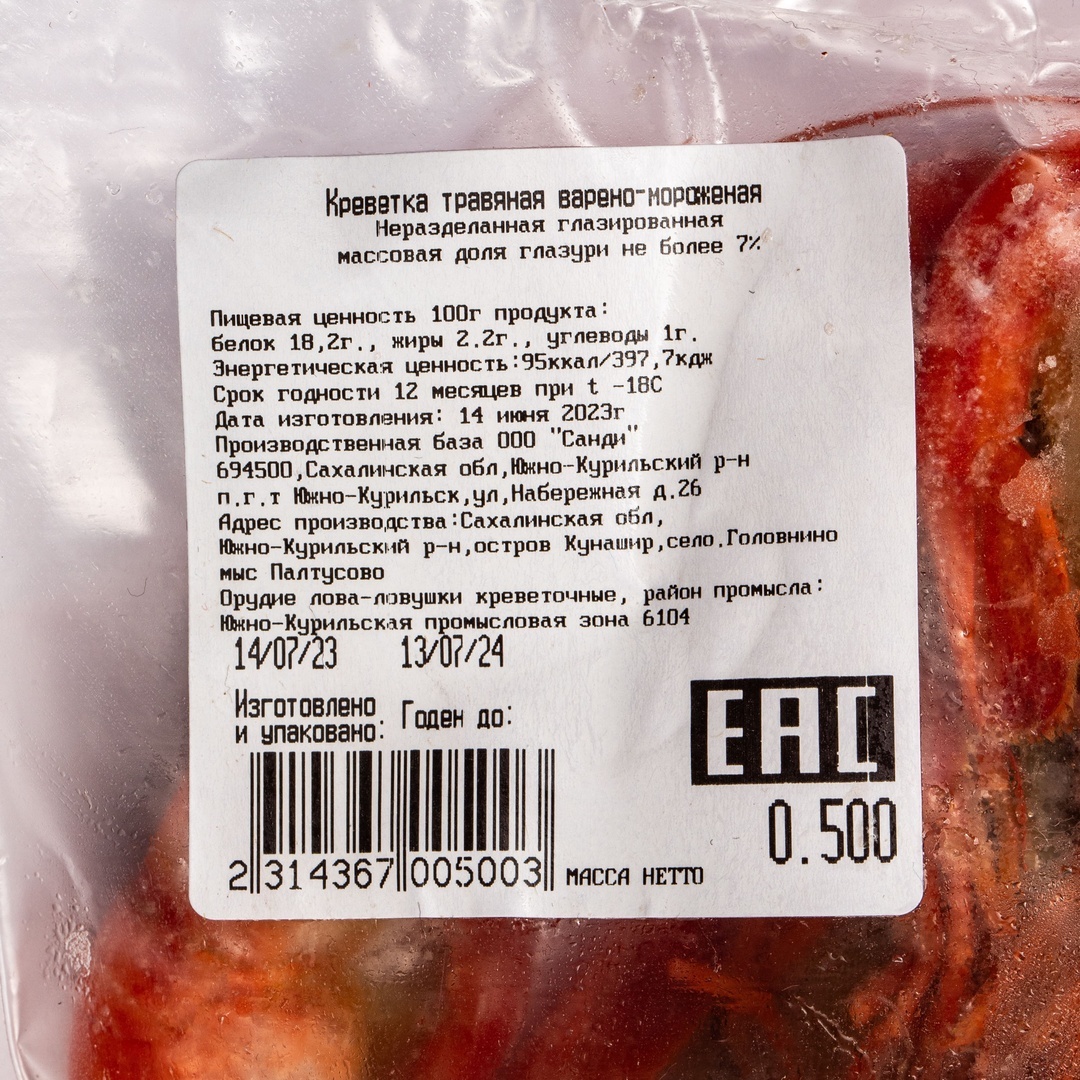 Креветка травяная варено-мороженая
Неразделанная глазированная
массовая доля глазури не более 7%
Пищевая ценность 100г продукта:
белок 18,2г., жиры 2.2г., углеводы 1г.
Энергетическая ценность:95ккал/397,7кдж
Срок годности 12 месяцев при t -18С
Дата изготовления: 14 июня 2023г
Производственная база ООО "Санди"
694500,Сахалинская обл,Южно-Курильский р-н
п.г.т Южно-Курильск,ул,Набережная д.26
Адрес производства:Сахалинская обл,
Южно-Курильский р-н,остров Кунашир,село.Головнино
мыс Палтусово
Орудие лова-ловушки креветочные, район промысла:
Южно-Курильская промысловая зона 6104
14/07/23 13/07/24
Изготовлено
и упаковано: Годен до:
EAC
0.500
2 314367 005003 МАССА НЕТТО